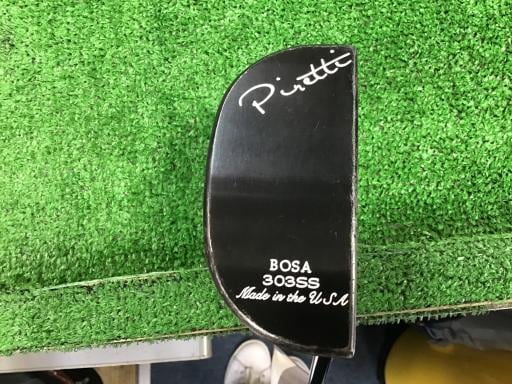 Piretti
BOSA
303SS
Made in the USA